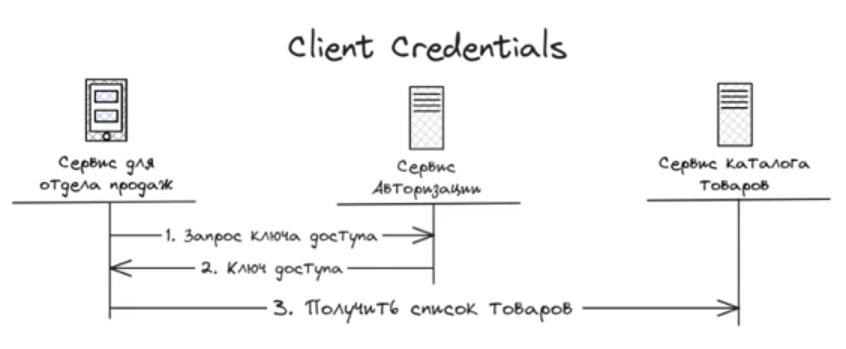 Client Credentials
Сервис для
отдела продаж
Сервис
Авторизации
Сервис каталога
товаров
1. Запрос ключа доступа
2. Ключ доступа
3. Получить список товаров